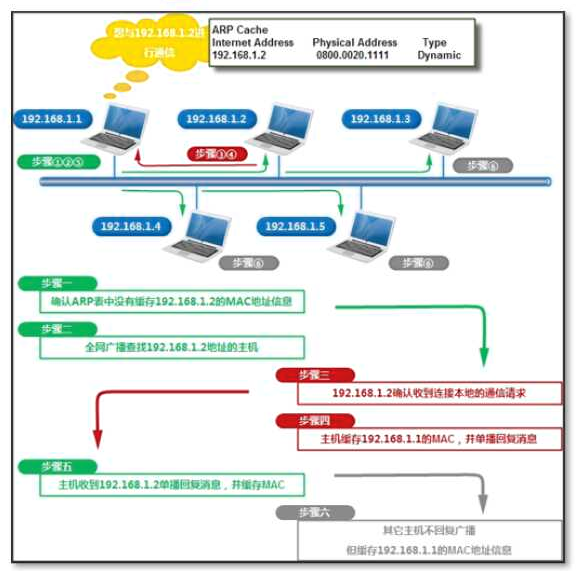 想与192.168.1.2进
行通信
ARP Cache
Internet Address Physical Address Type
192.168.1.2 0800.0020.1111 Dynamic
192.168.1.1
192.168.1.2
192.168.1.3
步骤①②⑤
步骤③④
步骤⑥
192.168.1.4
192.168.1.5
步骤⑥
步骤⑥
步骤一
确认ARP表中没有缓存192.168.1.2的MAC地址信息
步骤二
全网广播查找192.168.1.2地址的主机
步骤三
192.168.1.2确认收到连接本地的通信请求
步骤四
主机缓存192.168.1.1的MAC，并单播回复消息
步骤五
主机收到192.168.1.2单播回复消息，并缓存MAC
步骤六
其它主机不回复广播
但缓存192.168.1.1的MAC地址信息